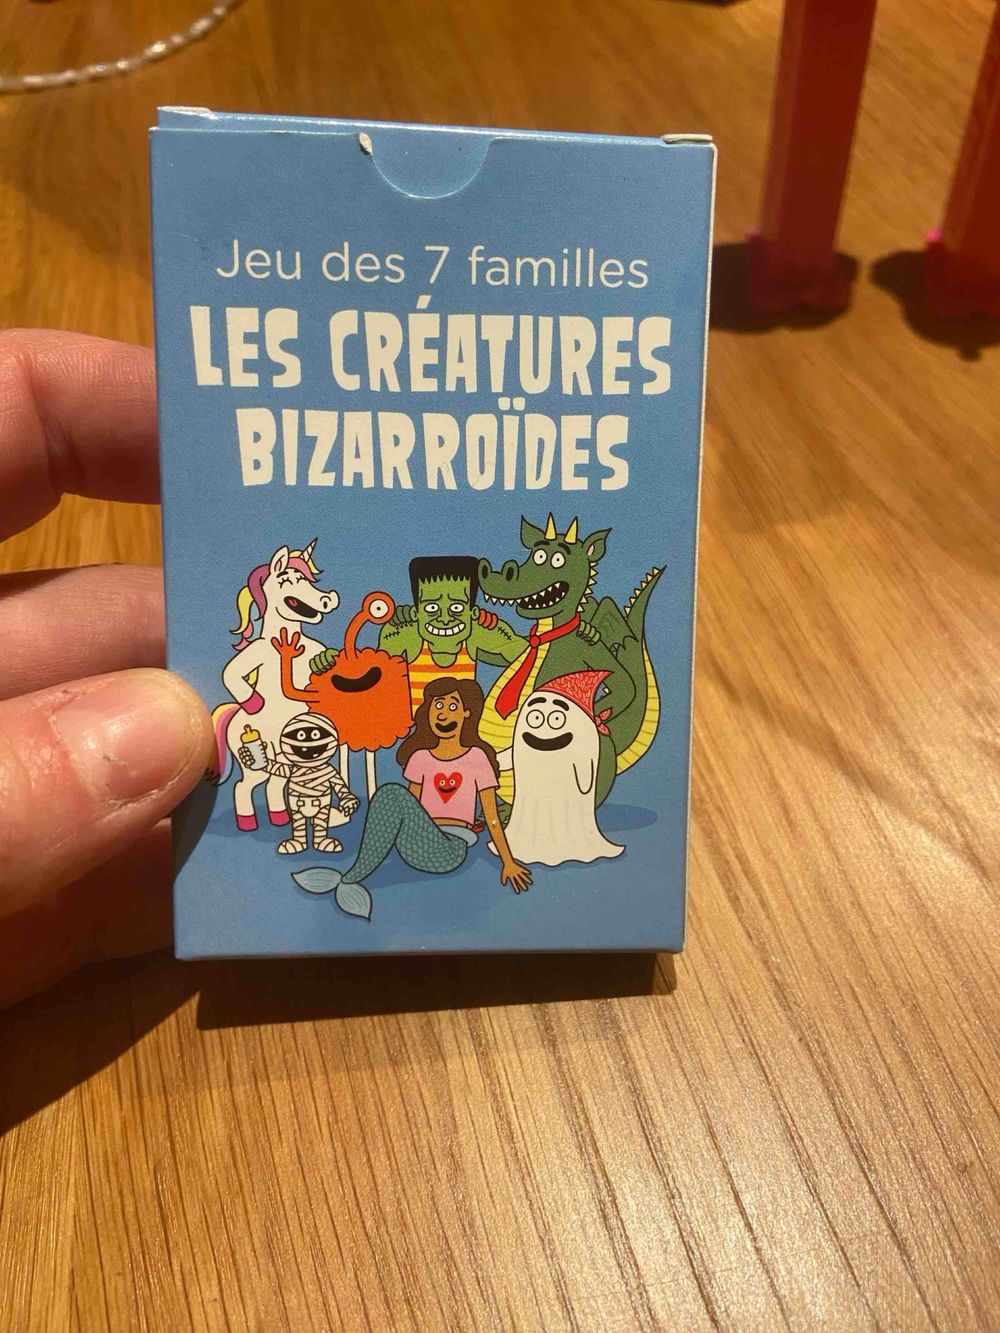 Jeu des 7 familles
LES CRÉATURES
BIZARROÏDES